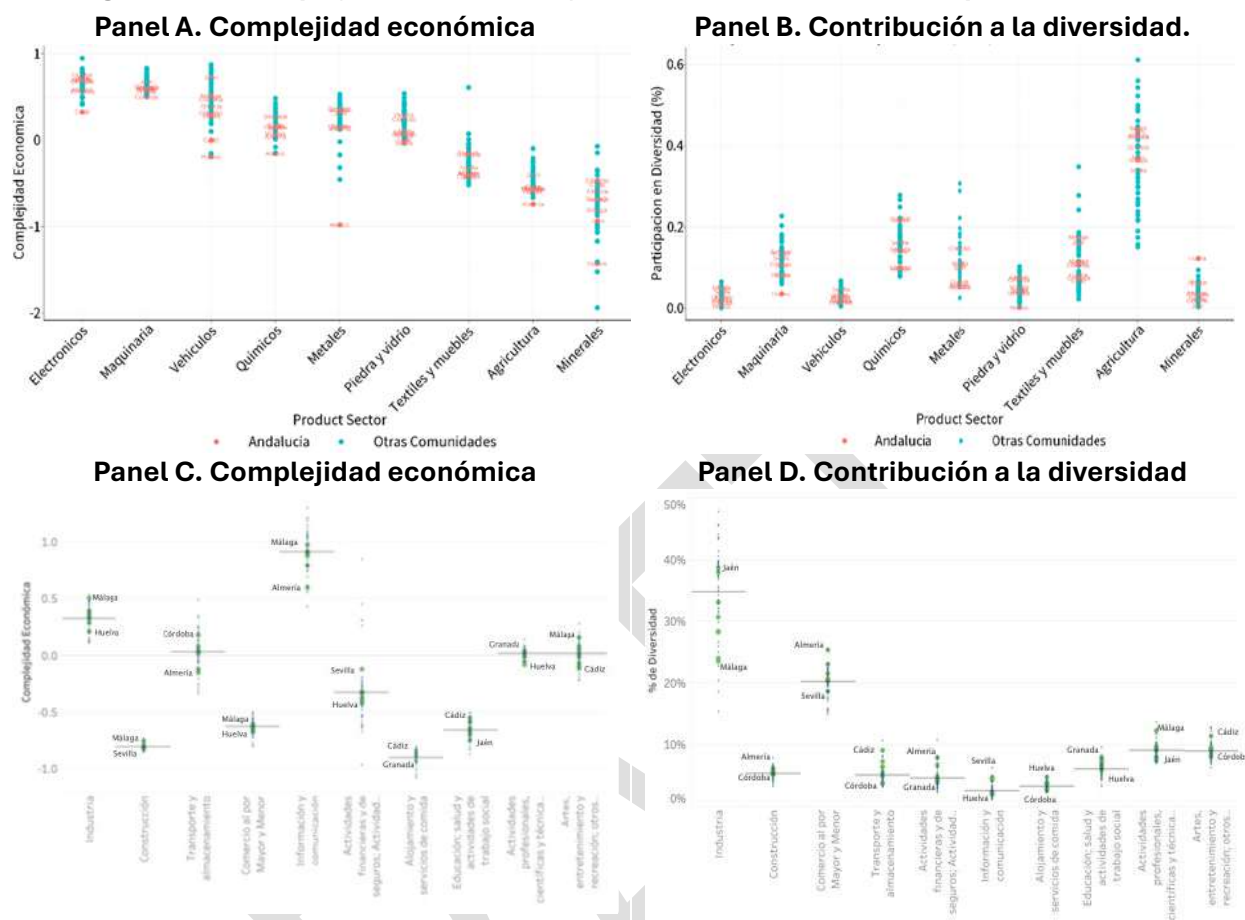 Panel A. Complejidad económica
Panel B. Contribución a la diversidad.
Complejidad Economica
1
0
-1
-2
Electronicos
Maquinaria
Vehiculos
Quimicos
Metales
Piedra y vidrio
Textiles y muebles
Agricultura
Minerales
Product Sector
Andalucia
Otras Comunidades
Participacion en Diversidad (%)
0.6
0.4
0.2
0.0
Electronicos
Maquinaria
Vehiculos
Quimicos
Metales
Piedra y vidrio
Textiles y muebles
Agricultura
Minerales
Product Sector
Andalucia
Otras Comunidades
Panel C. Complejidad económica
Panel D. Contribución a la diversidad
Complejidad Económica
1.0
0.5
0.0
-0.5
-1.0
Málaga
Huelva
Málaga
Sevilla
Córdoba
Almería
Málaga
Huelva
Málaga
Almería
Sevilla
Huelva
Cádiz
Granada
Cádiz
Jaén
Granada
Huelva
Málaga
Cádiz
Industria
Construcción
Transporte y
almacenamiento
Comercio al por
Mayor y Menor
Información y
comunicación
Actividades
financieras y de
seguros; Actividad..
Alojamiento y
servicios de comida
Educación; salud y
actividades de
trabajo social
Actividades
profesionales,
científicas y técnica..
Artes,
entretenimiento y
recreación; otros..
% de Diversidad
50%
40%
30%
20%
10%
0%
Jaén
Málaga
Almería
Córdoba
Almería
Sevilla
Cádiz
Córdoba
Almería
Granada
Sevilla
Huelva
Huelva
Córdoba
Granada
Huelva
Málaga
Jaén
Cádiz
Córdob
Industria
Construcción
Comercio al por
Mayor y Menor
Transporte y
almacenamiento
Actividades
financieras y de
seguros; Actividad..
Información y
comunicación
Alojamiento y
servicios de comida
Educación; salud y
actividades de
trabajo social
Actividades
profesionales,
científicas y técnica..
Artes,
entretenimiento y
recreación; otros..